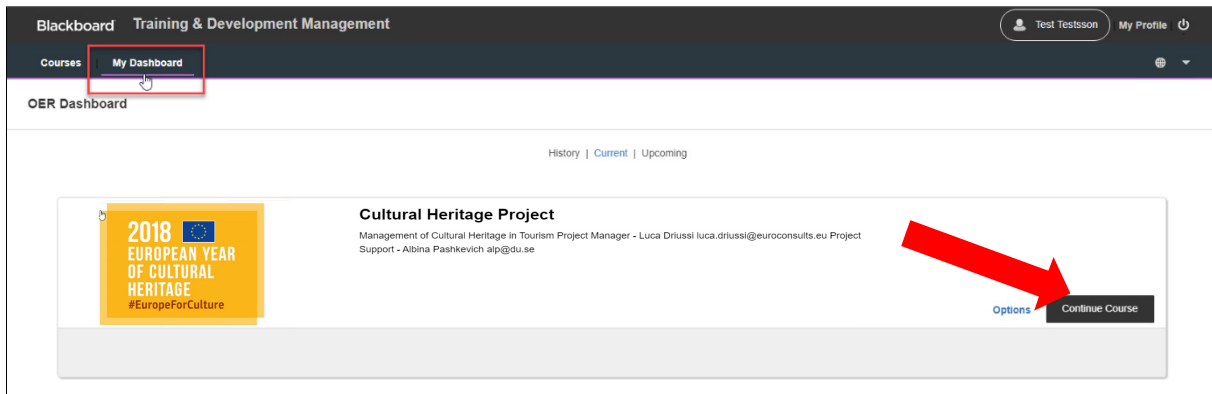 Blackboard Training & Development Management Test Testsson My Profile
Courses My Dashboard
OER Dashboard
History | Current | Upcoming
2018
EUROPEAN YEAR
OF CULTURAL
HERITAGE
#EuropeForCulture
Cultural Heritage Project
Management of Cultural Heritage in Tourism Project Manager - Luca Driussi luca.driussi@euroconsults.eu Project
Support - Albina Pashkevich alp@du.se
Options Continue Course